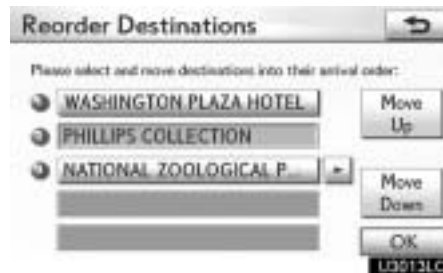 Reorder Destinations
Please select and move destinations into their arrival order:
WASHINGTON PLAZA HOTEL
Move
Up
PHILLIPS COLLECTION
NATIONAL ZOOLOGICAL P...
Move
Down
OK
U3013LC